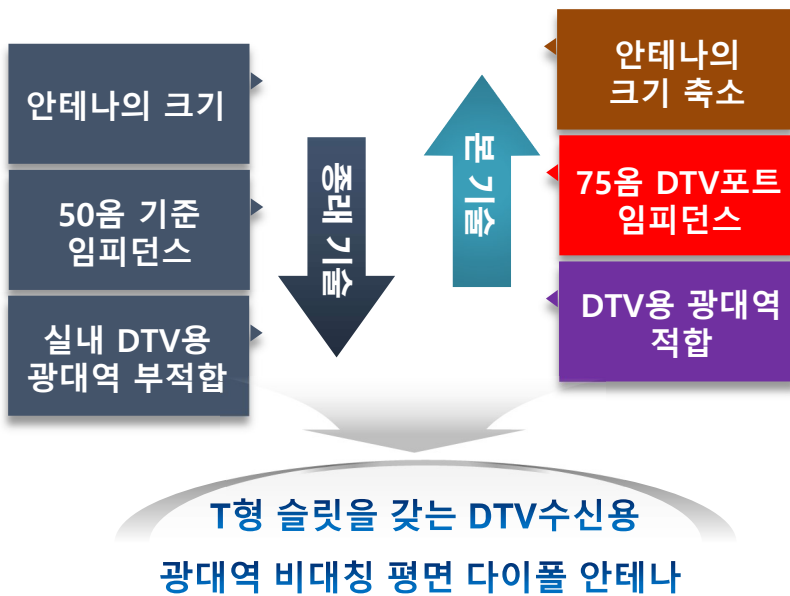 안테나의 크기
50옴 기준
임피던스
실내 DTV용
광대역 부적합
종래 기술
본 기술
안테나의
크기 축소
75옴 DTV포트
임피던스
DTV용 광대역
적합
T형 슬릿을 갖는 DTV수신용
광대역 비대칭 평면 다이폴 안테나